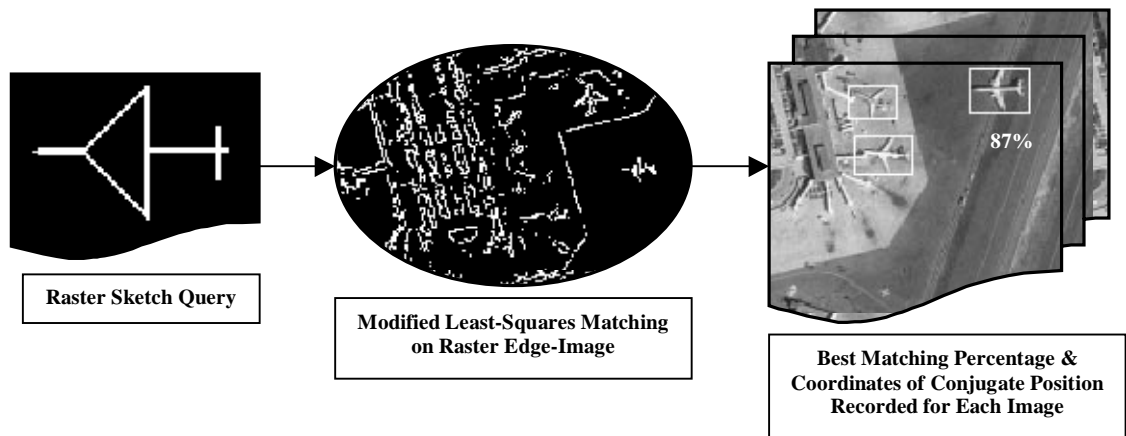 87%
Raster Sketch Query
Modified Least-Squares Matching
on Raster Edge-Image
Best Matching Percentage &
Coordinates of Conjugate Position
Recorded for Each Image